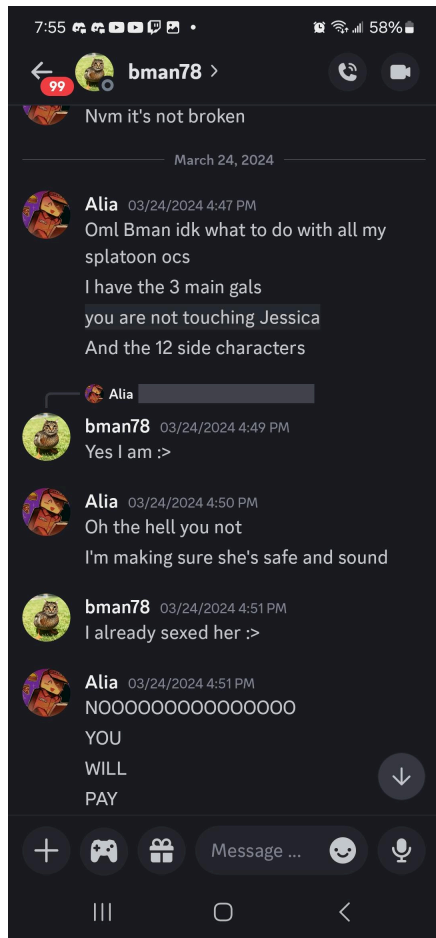 7:55
58%
99
bman78
Nvm it's not broken
March 24, 2024
Alia 03/24/2024 4:47 PM
Oml Bman idk what to do with all my
splatoon ocs
I have the 3 main gals
you are not touching Jessica
And the 12 side characters
Alia
bman78 03/24/2024 4:49 PM
Yes I am :>
Alia 03/24/2024 4:50 PM
Oh the hell you not
I'm making sure she's safe and sound
bman78 03/24/2024 4:51 PM
I already sexed her :>
Alia 03/24/2024 4:51 PM
NOOOOOOOOOOOOOOO
YOU
WILL
PAY
Message ...